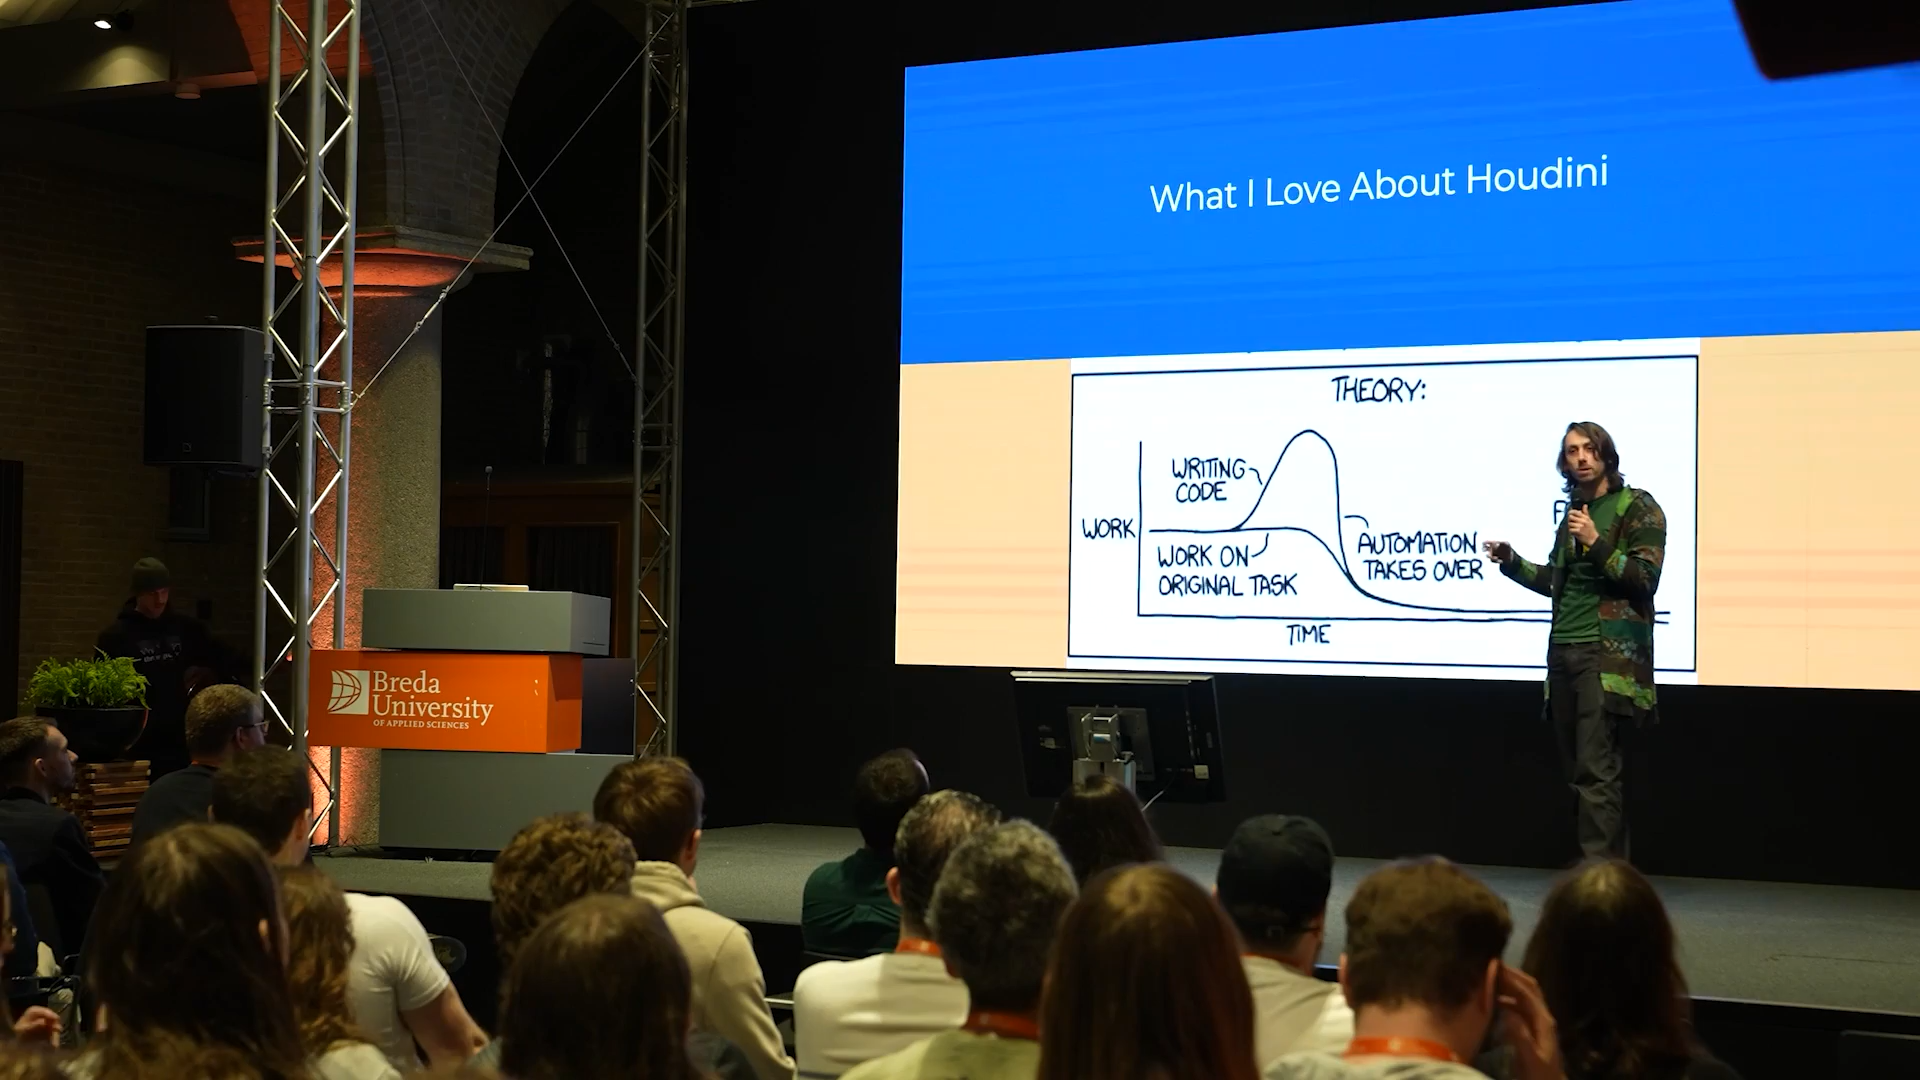 What I Love About Houdini
THEORY:
WRITING
CODE
WORK
WORK ON
ORIGINAL TASK
AUTOMATION
TAKES OVER
TIME
Breda
University
OF APPLIED SCIENCES